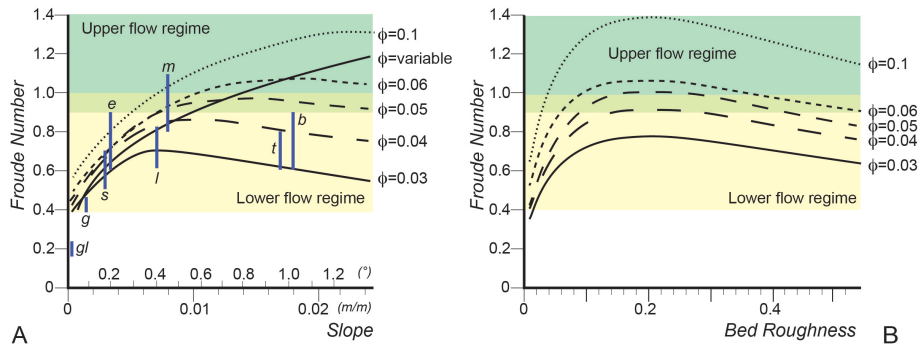 1.4
1.2
1.0
0.8
0.6
0.4
0.2
0
Froude Number
Upper flow regime
Lower flow regime
m
e
b
t
l
s
g
gl
ϕ=0.1
ϕ=variable
ϕ=0.06
ϕ=0.05
ϕ=0.04
ϕ=0.03
0.2 0.4 0.6 0.8 1.0 1.2 (°)
0 0.01 0.02 (m/m)
Slope
A
1.4
1.2
1.0
0.8
0.6
0.4
0.2
0
Froude Number
Upper flow regime
Lower flow regime
ϕ=0.1
ϕ=0.06
ϕ=0.05
ϕ=0.04
ϕ=0.03
0 0.2 0.4
Bed Roughness
B